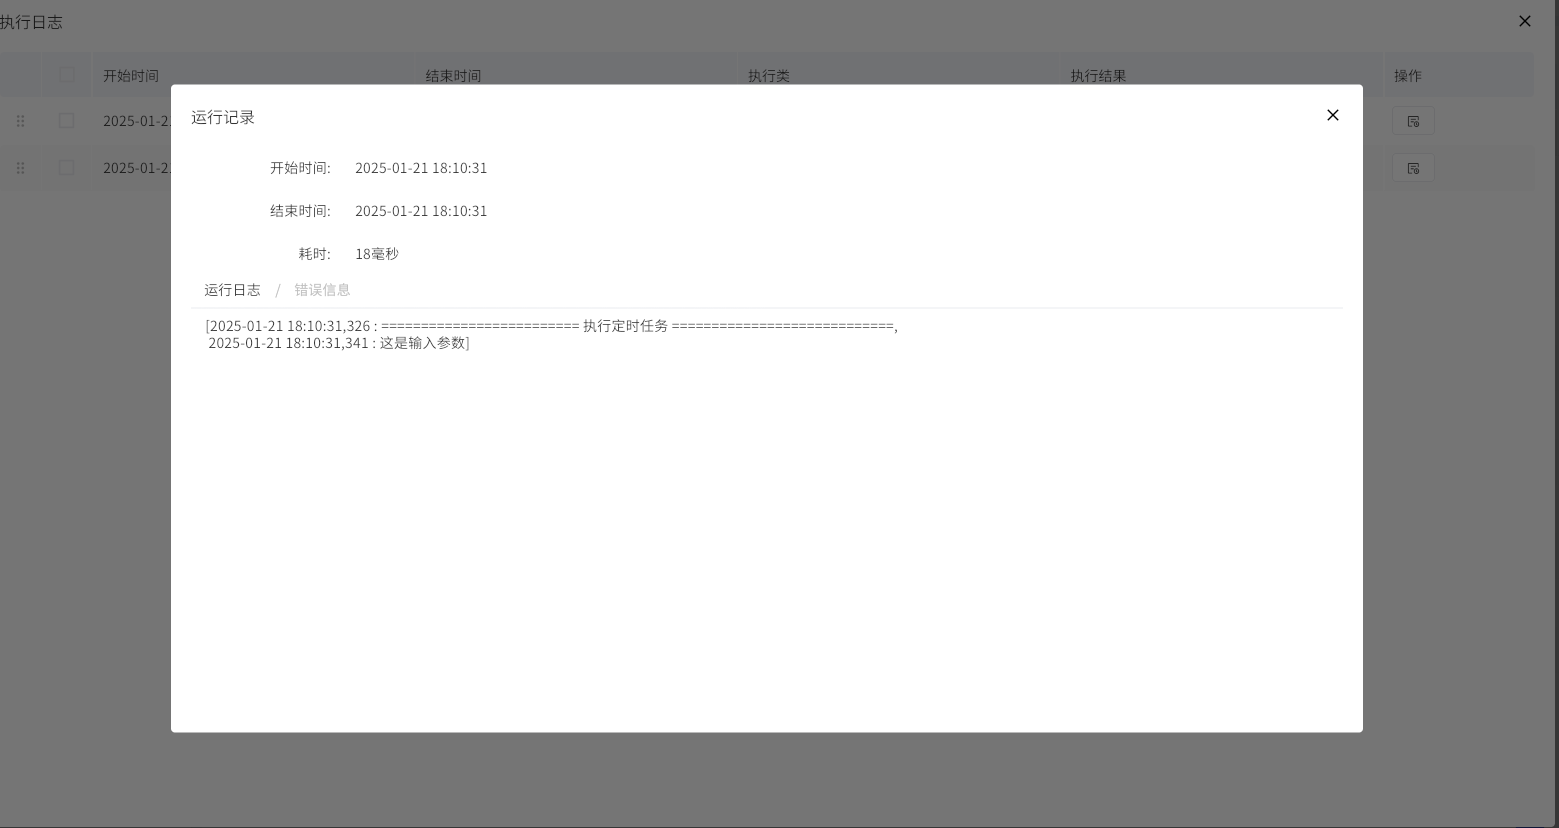 执行日志
开始时间 结束时间 执行类 执行结果 操作
2025-01-2
2025-01-2
运行记录
开始时间: 2025-01-21 18:10:31
结束时间: 2025-01-21 18:10:31
耗时: 18毫秒
运行日志 / 错误信息
[2025-01-21 18:10:31,326 : ========================= 执行定时任务 ============================,
2025-01-21 18:10:31,341 : 这是输入参数]